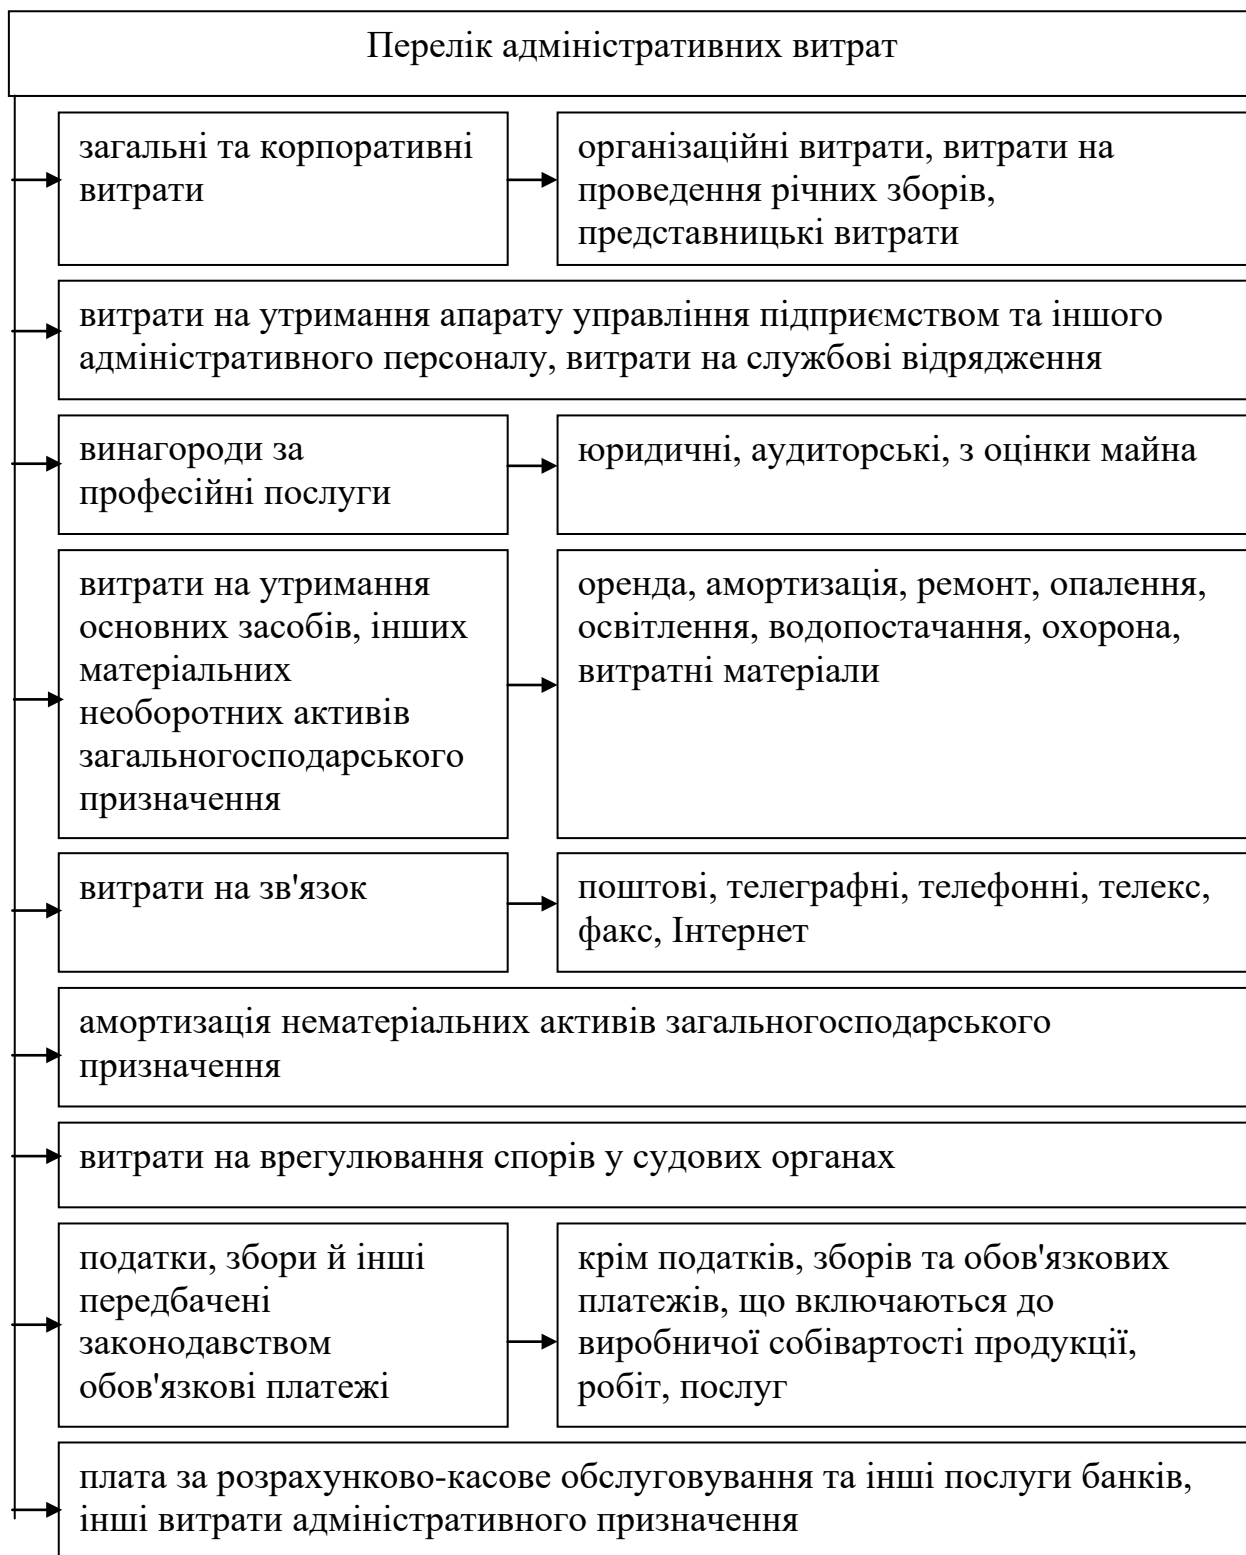 Перелік адміністративних витрат
загальні та корпоративні
витрати
організаційні витрати, витрати на
проведення річних зборів,
представницькі витрати
витрати на утримання апарату управління підприємством та іншого
адміністративного персоналу, витрати на службові відрядження
винагороди за
професійні послуги
юридичні, аудиторські, з оцінки майна
витрати на утримання
основних засобів, інших
матеріальних
необоротних активів
загальногосподарського
призначення
оренда, амортизація, ремонт, опалення,
освітлення, водопостачання, охорона,
витратні матеріали
витрати на зв'язок
поштові, телеграфні, телефонні, телекс,
факс, Інтернет
амортизація нематеріальних активів загальногосподарського
призначення
витрати на врегулювання спорів у судових органах
податки, збори й інші
передбачені
законодавством
обов'язкові платежі
крім податків, зборів та обов'язкових
платежів, що включаються до
виробничої собівартості продукції,
робіт, послуг
плата за розрахунково-касове обслуговування та інші послуги банків,
інші витрати адміністративного призначення